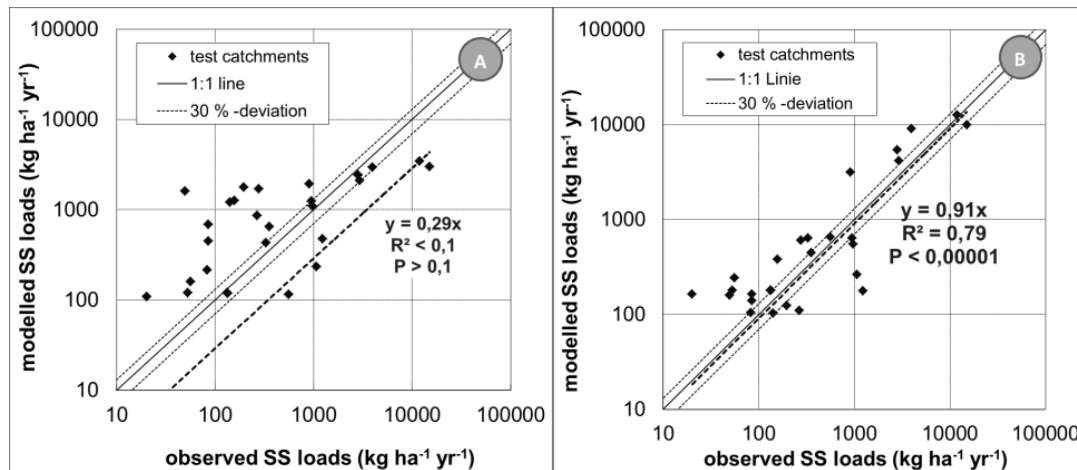 100000
10000
1000
100
10
10
100
1000
10000
100000
modelled SS loads (kg ha⁻¹ yr⁻¹)
observed SS loads (kg ha⁻¹ yr⁻¹)
test catchments
1:1 line
30 % -deviation
A
y = 0,29x
R² < 0,1
P > 0,1
100000
10000
1000
100
10
10
100
1000
10000
100000
modelled SS loads (kg ha⁻¹ yr⁻¹)
observed SS loads (kg ha⁻¹ yr⁻¹)
test catchments
1:1 Linie
30 % -deviation
B
y = 0,91x
R² = 0,79
P < 0,00001